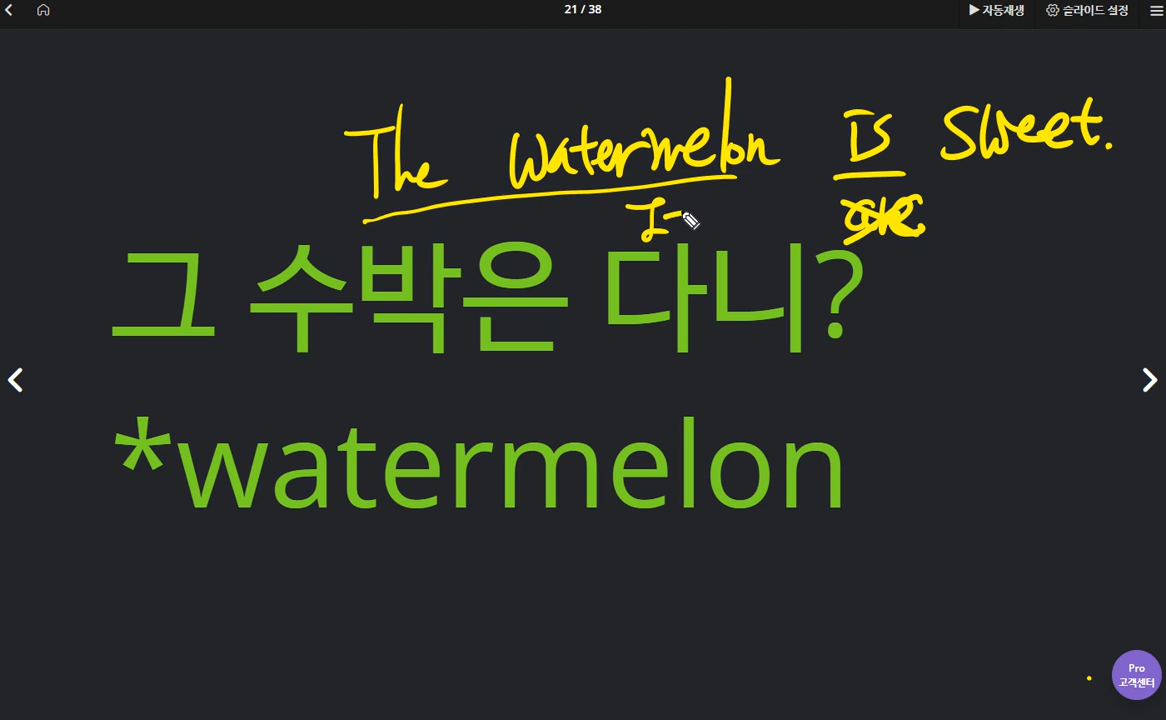 21 / 38
자동재생
슬라이드 설정
The watermelon is sweet.
are
그 수박은 다니?
*watermelon
Pro
고객센터